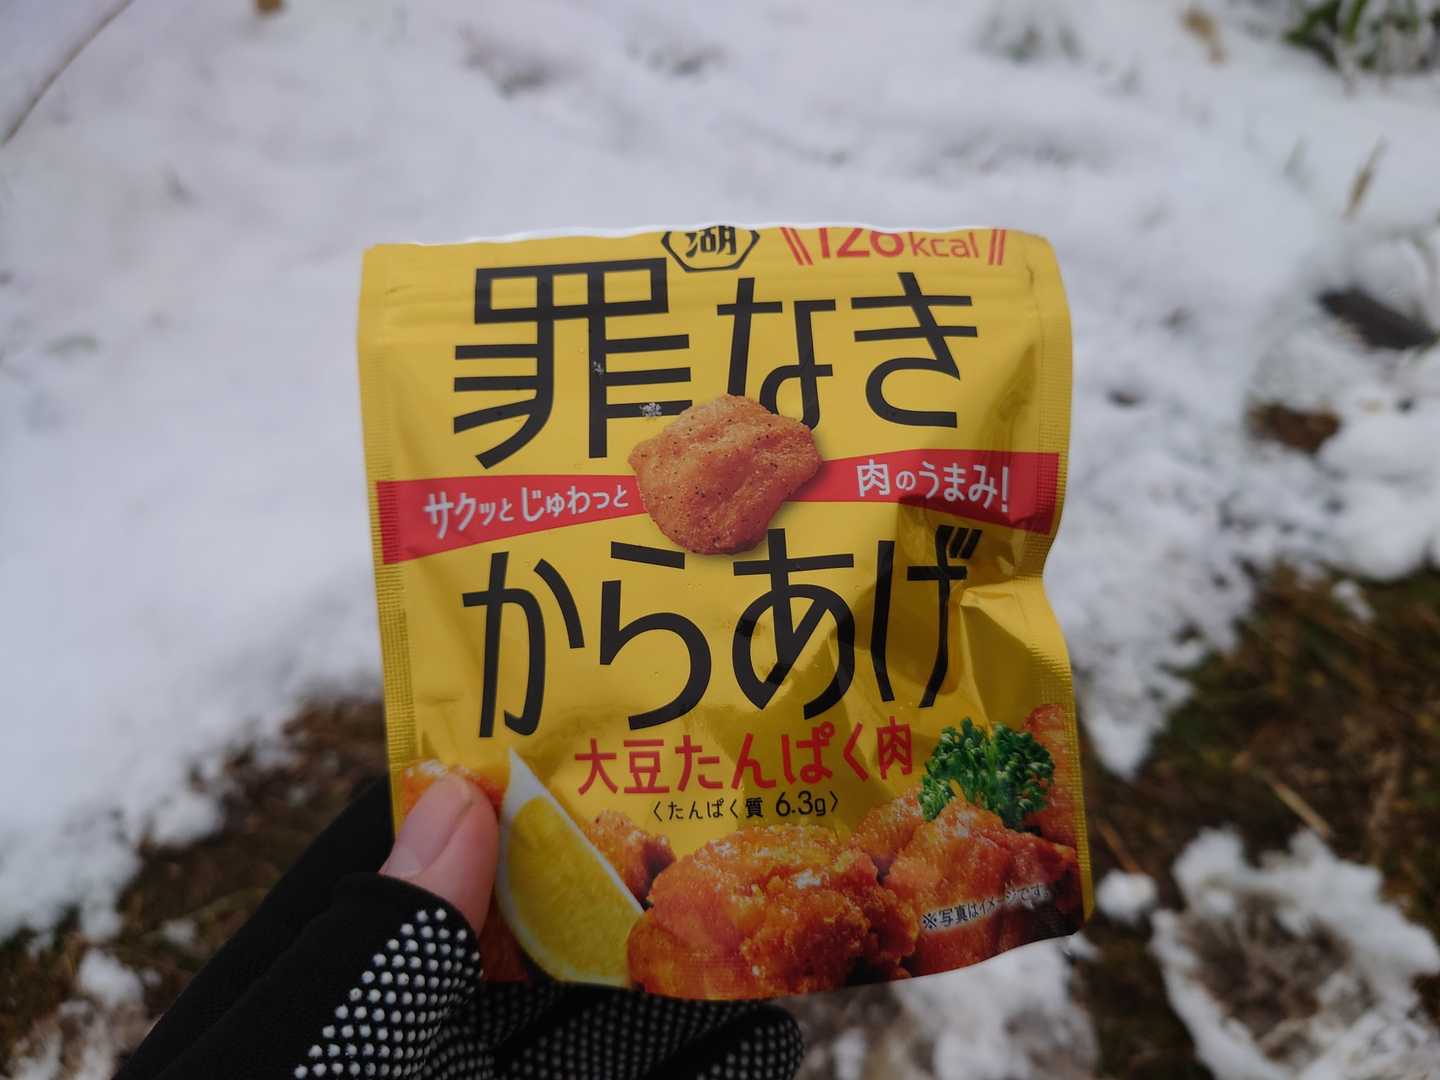 湖
126kcal
罪なき
サクッとじゅわっと
肉のうまみ!
からあげ
大豆たんぱく肉
〈たんぱく質 6.3g〉
※写真はイメージです。